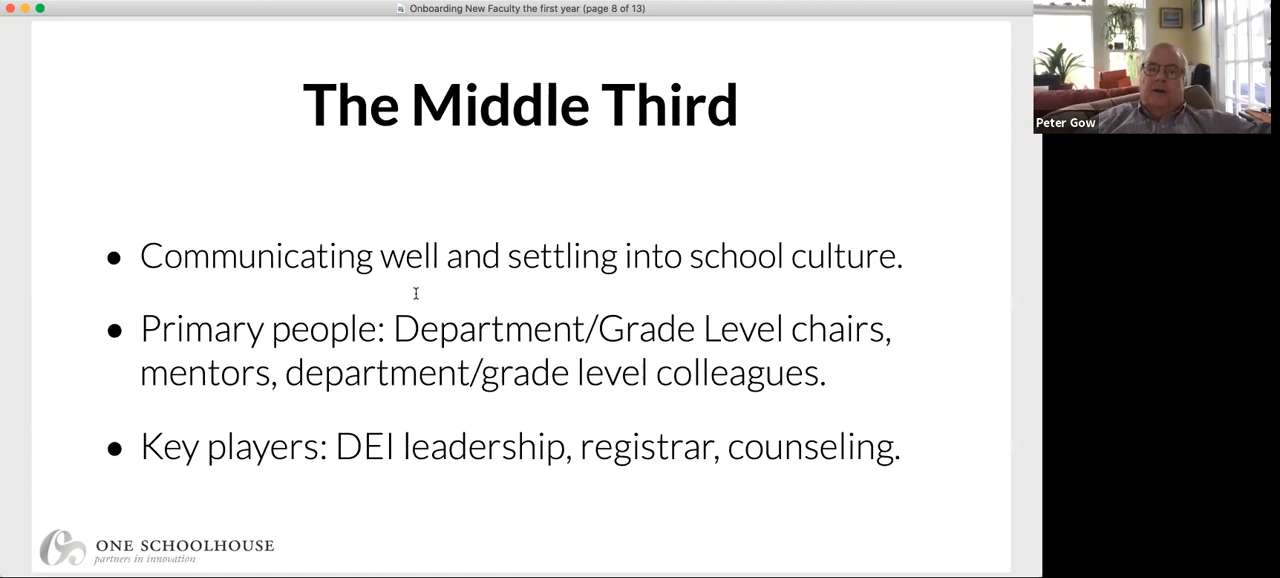 Onboarding New Faculty the first year (page 8 of 13)
The Middle Third
Peter Gow
● Communicating well and settling into school culture.
● Primary people: Department/Grade Level chairs,
mentors, department/grade level colleagues.
● Key players: DEI leadership, registrar, counseling.
ONE SCHOOLHOUSE
partners in innovation